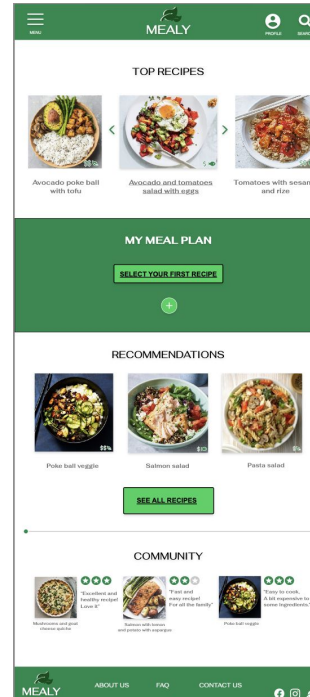 MENU
MEALY
PROFILE
SEARCH
TOP RECIPES
Avocado poke ball
with tofu
Avocado and tomatoes
salad with eggs
Tomatoes with sesam
and rize
MY MEAL PLAN
SELECT YOUR FIRST RECIPE
+
RECOMMENDATIONS
Poke ball veggie
Salmon salad
Pasta salad
SEE ALL RECIPES
COMMUNITY
"Excellent and
healthy recipe!
Love it"
Mushrooms and goat
cheese quiche
"Fast and
easy recipe!
For all the family"
Salmon with lemon
and potato with asparagus
"Easy to cook,
A bit expensive to
some ingredients."
Poke ball veggie
MEALY
ABOUT US
FAQ
CONTACT US